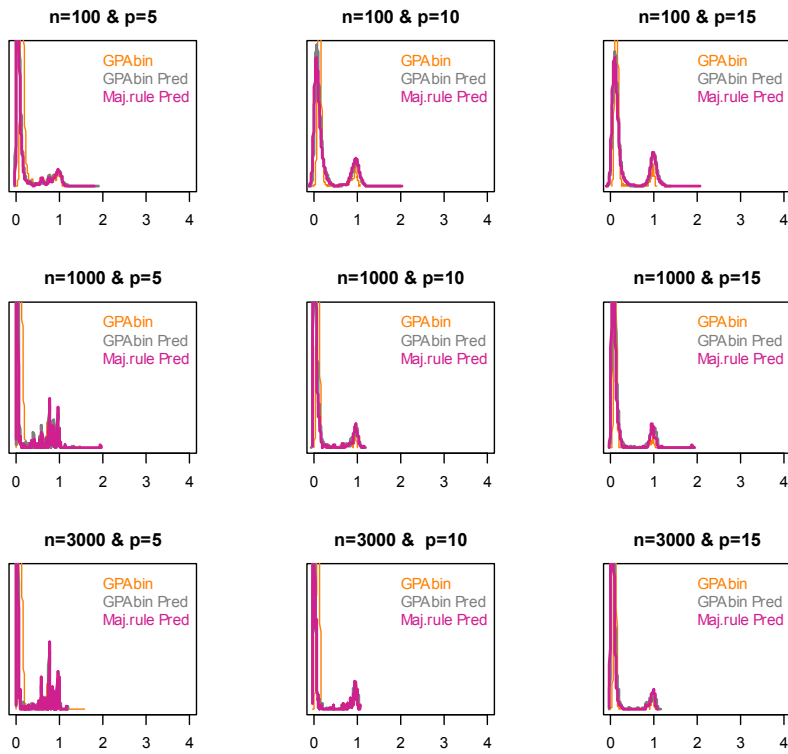 n=100 & p=5 n=100 & p=10 n=100 & p=15
GPAbin GPAbin GPAbin
GPAbin Pred GPAbin Pred GPAbin Pred
Maj.rule Pred Maj.rule Pred Maj.rule Pred
0 1 2 3 4 0 1 2 3 4 0 1 2 3 4
n=1000 & p=5 n=1000 & p=10 n=1000 & p=15
GPAbin GPAbin GPAbin
GPAbin Pred GPAbin Pred GPAbin Pred
Maj.rule Pred Maj.rule Pred Maj.rule Pred
0 1 2 3 4 0 1 2 3 4 0 1 2 3 4
n=3000 & p=5 n=3000 & p=10 n=3000 & p=15
GPAbin GPAbin GPAbin
GPAbin Pred GPAbin Pred GPAbin Pred
Maj.rule Pred Maj.rule Pred Maj.rule Pred
0 1 2 3 4 0 1 2 3 4 0 1 2 3 4